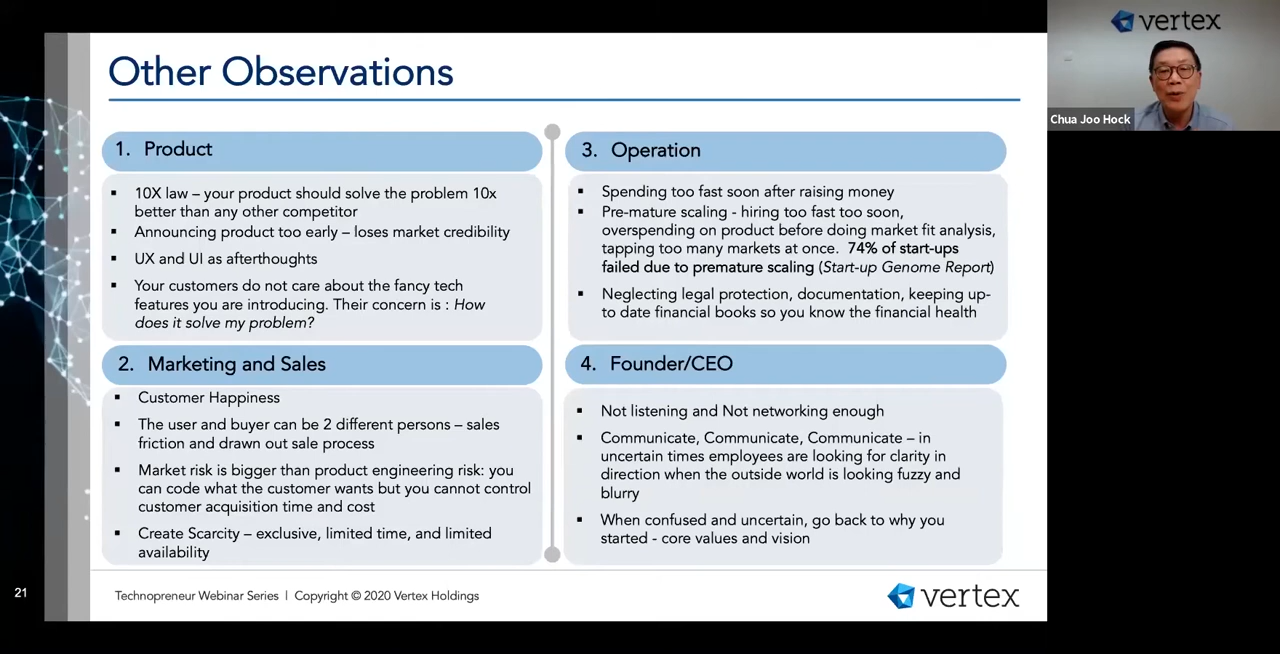 Other Observations
1. Product
▪ 10X law – your product should solve the problem 10x
better than any other competitor
▪ Announcing product too early – loses market credibility
▪ UX and UI as afterthoughts
▪ Your customers do not care about the fancy tech
features you are introducing. Their concern is : How
does it solve my problem?
2. Marketing and Sales
▪ Customer Happiness
▪ The user and buyer can be 2 different persons – sales
friction and drawn out sale process
▪ Market risk is bigger than product engineering risk: you
can code what the customer wants but you cannot control
customer acquisition time and cost
▪ Create Scarcity – exclusive, limited time, and limited
availability
3. Operation
▪ Spending too fast soon after raising money
▪ Pre-mature scaling - hiring too fast too soon,
overspending on product before doing market fit analysis,
tapping too many markets at once. 74% of start-ups
failed due to premature scaling (Start-up Genome Report)
▪ Neglecting legal protection, documentation, keeping up-
to date financial books so you know the financial health
4. Founder/CEO
▪ Not listening and Not networking enough
▪ Communicate, Communicate, Communicate – in
uncertain times employees are looking for clarity in
direction when the outside world is looking fuzzy and
blurry
▪ When confused and uncertain, go back to why you
started - core values and vision
21
Technopreneur Webinar Series | Copyright © 2020 Vertex Holdings
vertex
vertex
Chua Joo Hock